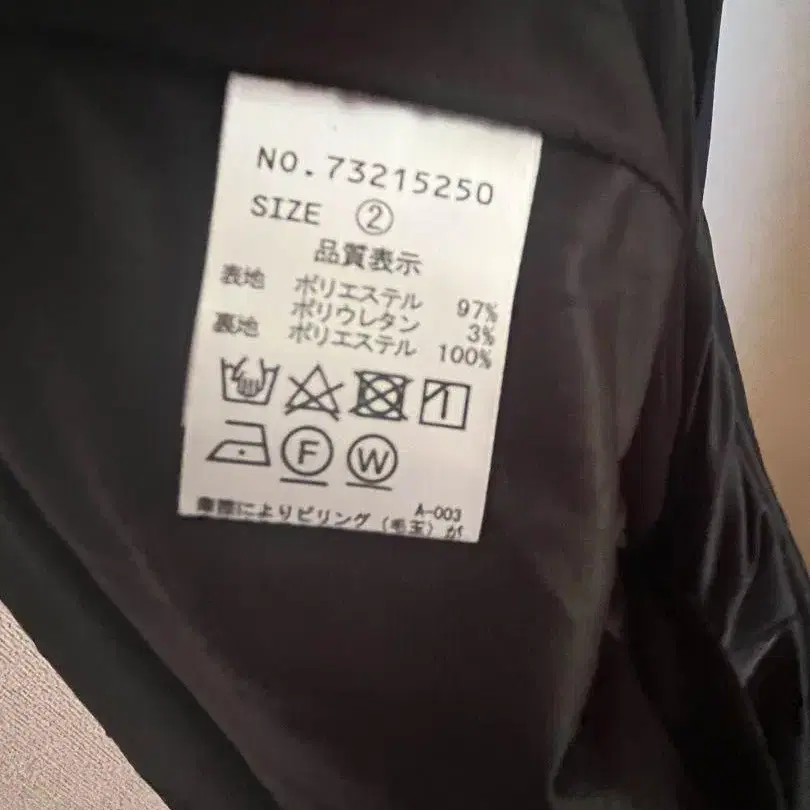 NO.73215250
SIZE ②
品質表示
表地 ポリエステル 97%
ポリウレタン 3%
裏地 ポリエステル 100%
F W
A-003
摩擦によりピリング(毛玉)が